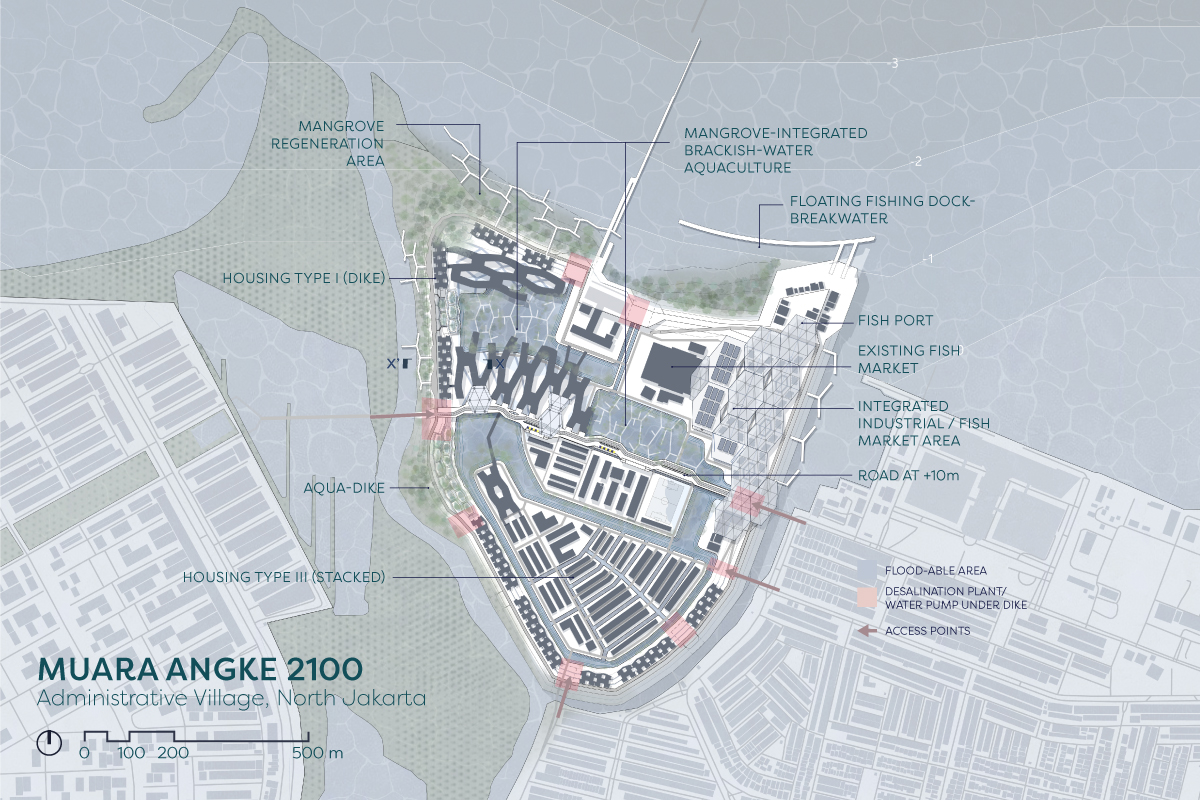 -3
MANGROVE
REGENERATION
AREA
MANGROVE-INTEGRATED
BRACKISH-WATER
AQUACULTURE
-2
FLOATING FISHING DOCK-
BREAKWATER
-1
HOUSING TYPE I (DIKE)
FISH PORT
EXISTING FISH
MARKET
X'
X
INTEGRATED
INDUSTRIAL / FISH
MARKET AREA
ROAD AT +10m
AQUA-DIKE
HOUSING TYPE III (STACKED)
FLOOD-ABLE AREA
DESALINATION PLANT/
WATER PUMP UNDER DIKE
ACCESS POINTS
MUARA ANGKE 2100
Administrative Village, North Jakarta
0 100 200 500 m